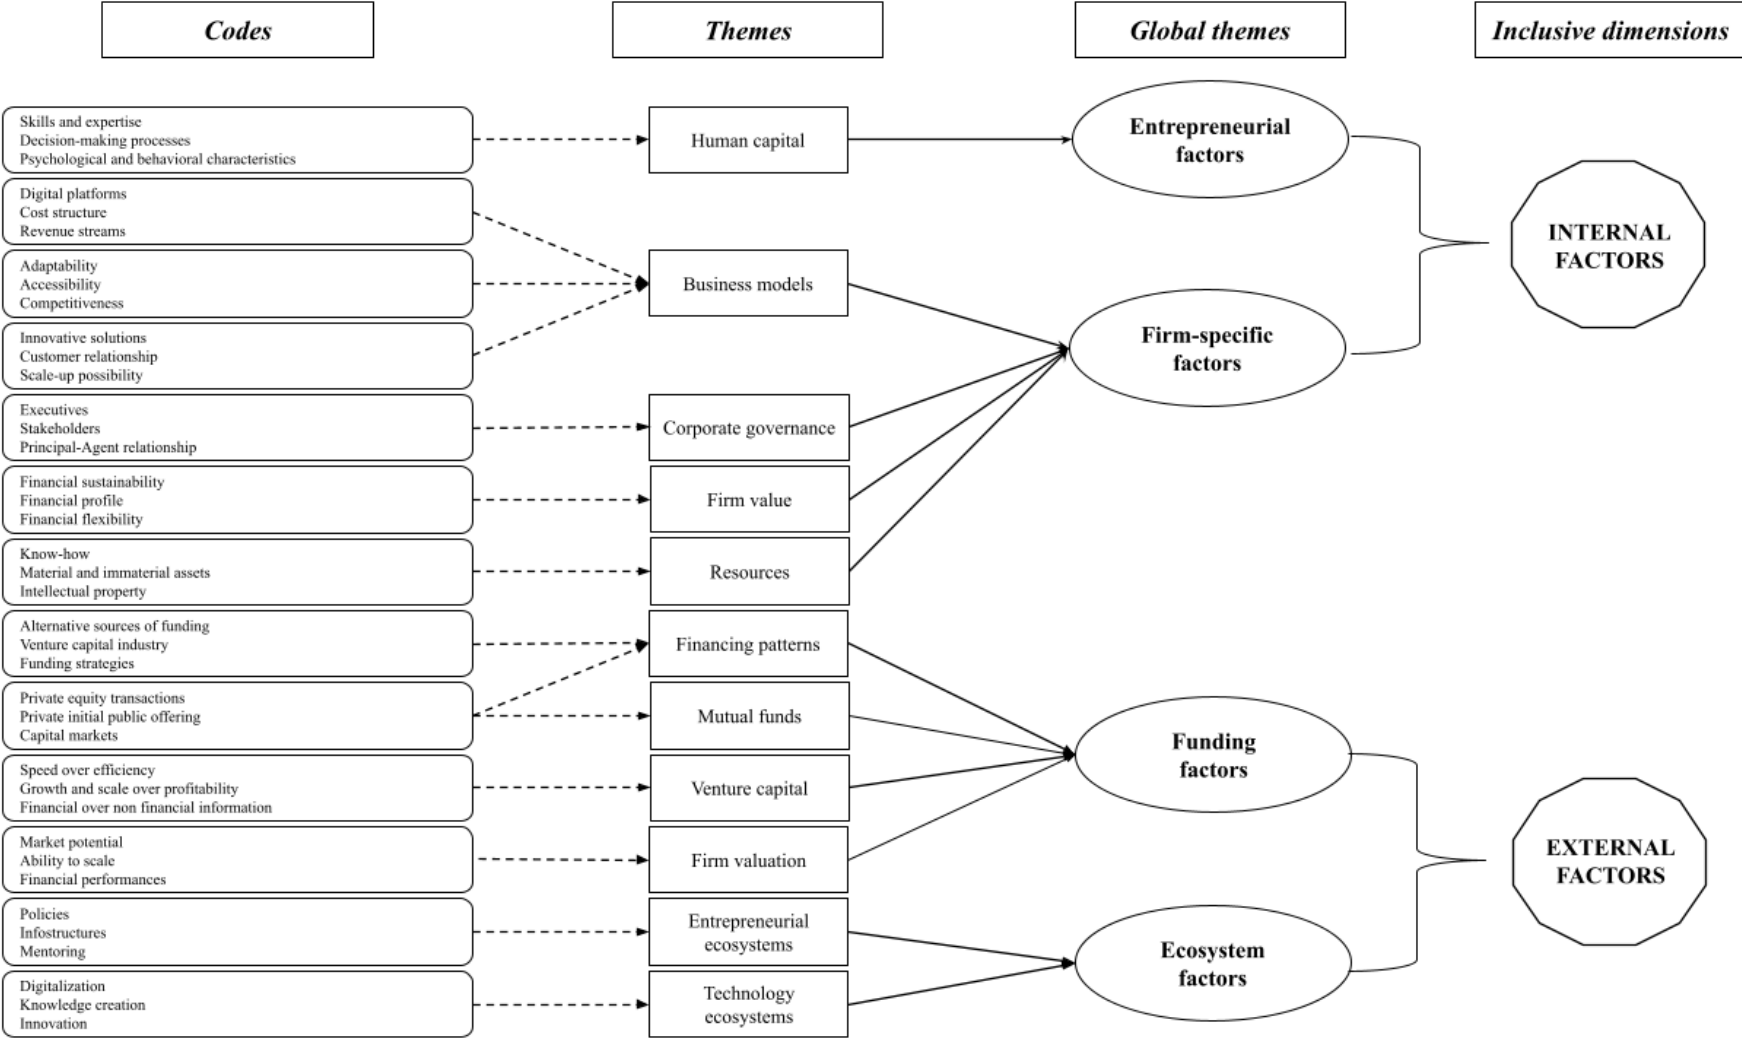 Codes
Themes
Global themes
Inclusive dimensions
Skills and expertise
Decision-making processes
Psychological and behavioral characteristics
Digital platforms
Cost structure
Revenue streams
Adaptability
Accessibility
Competitiveness
Innovative solutions
Customer relationship
Scale-up possibility
Executives
Stakeholders
Principal-Agent relationship
Financial sustainability
Financial profile
Financial flexibility
Know-how
Material and immaterial assets
Intellectual property
Alternative sources of funding
Venture capital industry
Funding strategies
Private equity transactions
Private initial public offering
Capital markets
Speed over efficiency
Growth and scale over profitability
Financial over non financial information
Market potential
Ability to scale
Financial performances
Policies
Infostructures
Mentoring
Digitalization
Knowledge creation
Innovation
Human capital
Business models
Corporate governance
Firm value
Resources
Financing patterns
Mutual funds
Venture capital
Firm valuation
Entrepreneurial
ecosystems
Technology
ecosystems
Entrepreneurial
factors
Firm-specific
factors
Funding
factors
Ecosystem
factors
INTERNAL
FACTORS
EXTERNAL
FACTORS